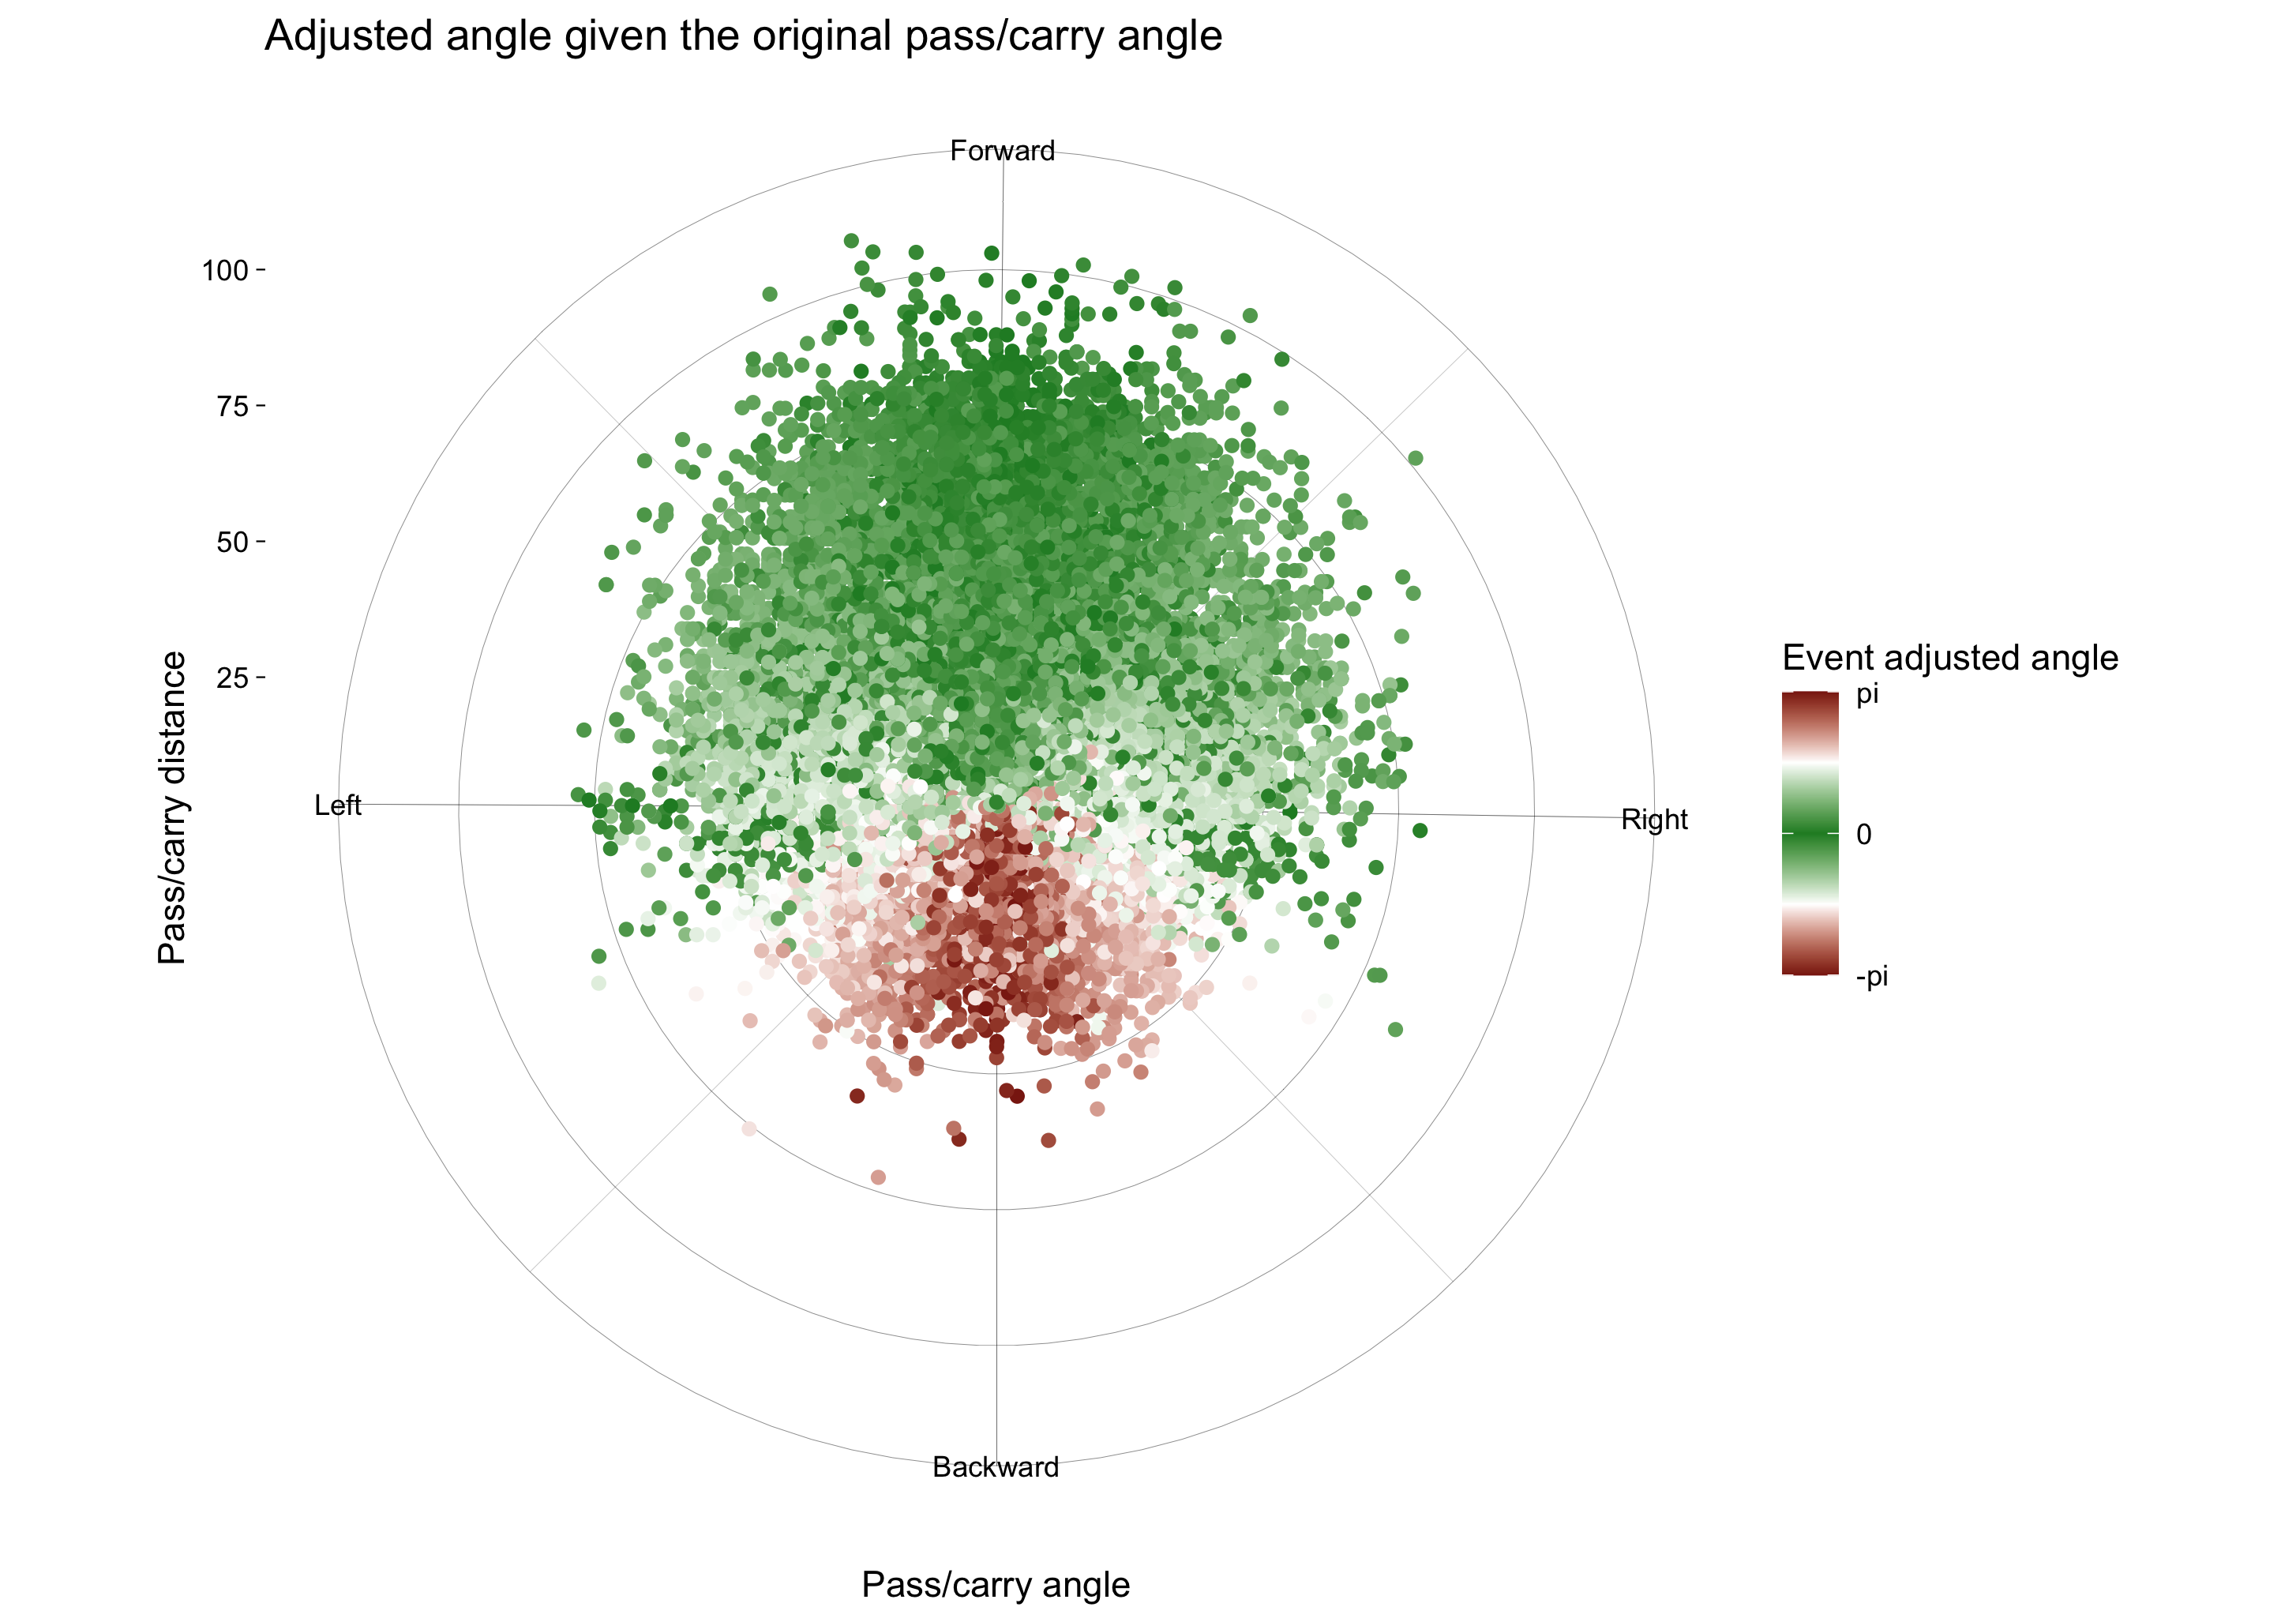 Adjusted angle given the original pass/carry angle
Forward
100
75
50
25
Left
Right
Backward
Pass/carry distance
Pass/carry angle
Event adjusted angle
pi
0
-pi